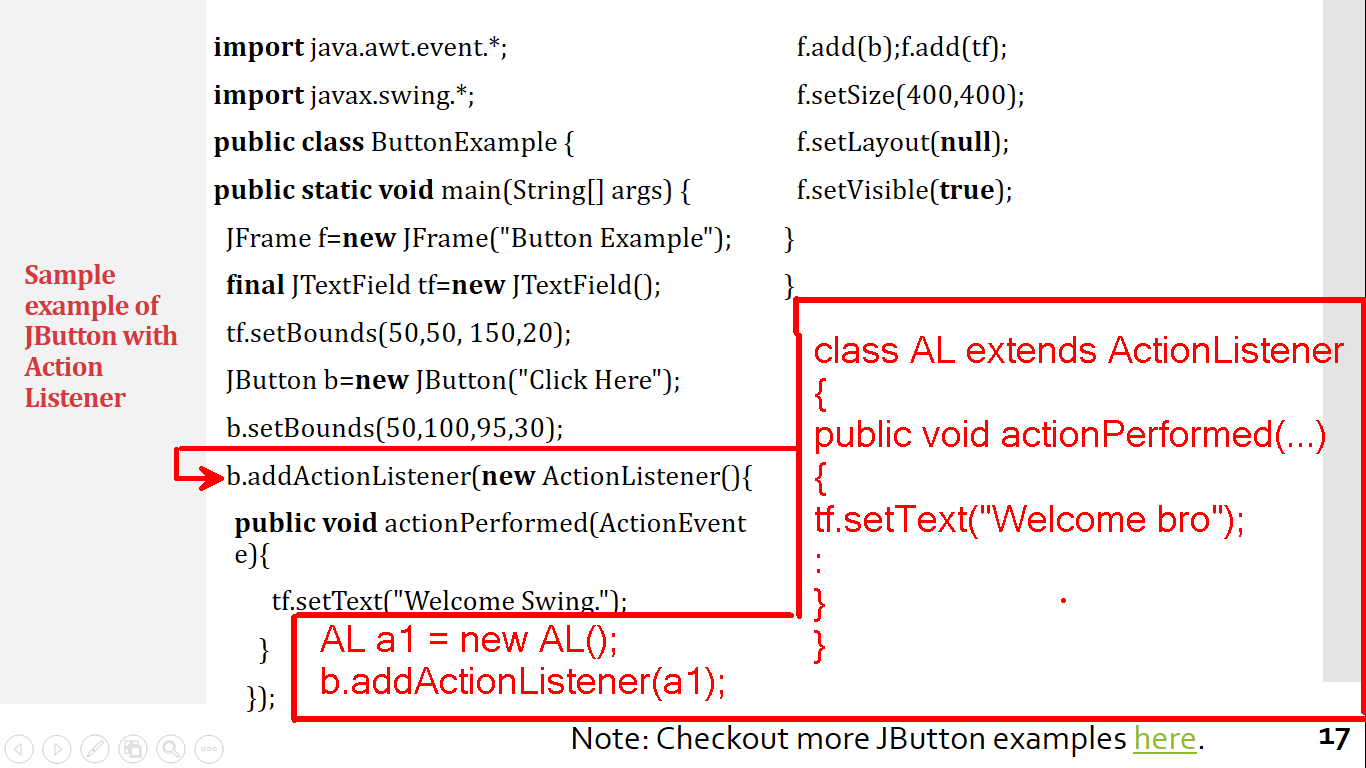 Sample
example of
JButton with
Action
Listener
import java.awt.event.*;
import javax.swing.*;
public class ButtonExample {
public static void main(String[] args) {
JFrame f=new JFrame("Button Example");
final JTextField tf=new JTextField();
tf.setBounds(50,50, 150,20);
JButton b=new JButton("Click Here");
b.setBounds(50,100,95,30);
b.addActionListener(new ActionListener(){
public void actionPerformed(ActionEvent
e){
tf.setText("Welcome Swing.");
}
});
f.add(b);f.add(tf);
f.setSize(400,400);
f.setLayout(null);
f.setVisible(true);
}
}
class AL extends ActionListener
{
public void actionPerformed(...)
{
tf.setText("Welcome bro");
:
}
}
AL a1 = new AL();
b.addActionListener(a1);
Note: Checkout more JButton examples here.
17